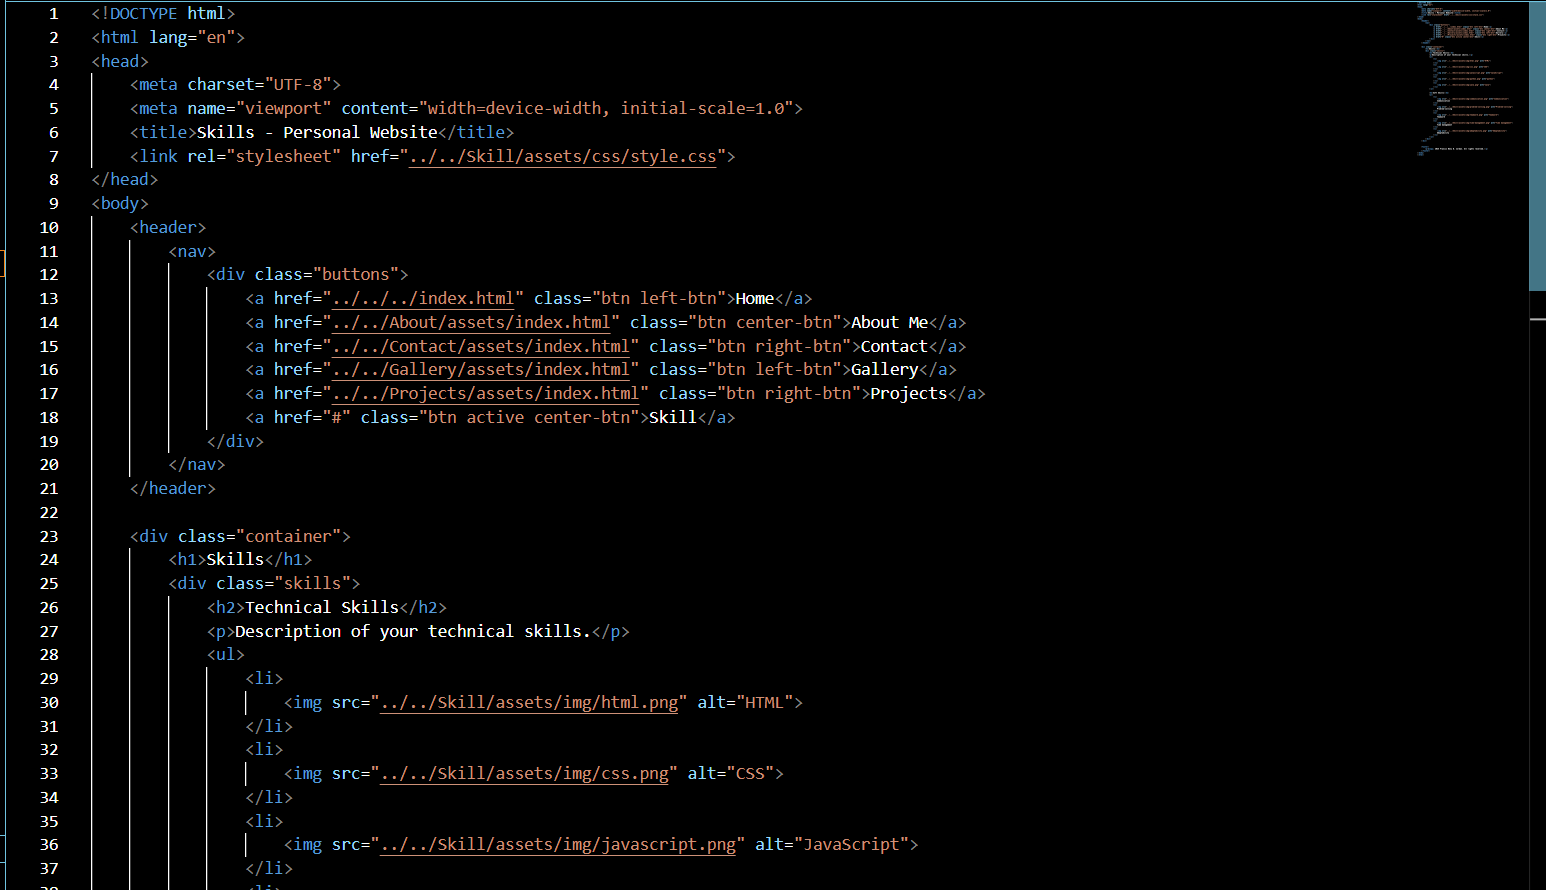 1 <!DOCTYPE html>
2 <html lang="en">
3 <head>
4     <meta charset="UTF-8">
5     <meta name="viewport" content="width=device-width, initial-scale=1.0">
6     <title>Skills - Personal Website</title>
7     <link rel="stylesheet" href="../../Skill/assets/css/style.css">
8 </head>
9 <body>
10     <header>
11         <nav>
12             <div class="buttons">
13                 <a href="../../../index.html" class="btn left-btn">Home</a>
14                 <a href="../../About/assets/index.html" class="btn center-btn">About Me</a>
15                 <a href="../../Contact/assets/index.html" class="btn right-btn">Contact</a>
16                 <a href="../../Gallery/assets/index.html" class="btn left-btn">Gallery</a>
17                 <a href="../../Projects/assets/index.html" class="btn right-btn">Projects</a>
18                 <a href="#" class="btn active center-btn">Skill</a>
19             </div>
20         </nav>
21     </header>
22
23     <div class="container">
24         <h1>Skills</h1>
25         <div class="skills">
26             <h2>Technical Skills</h2>
27             <p>Description of your technical skills.</p>
28             <ul>
29                 <li>
30                     <img src="../../Skill/assets/img/html.png" alt="HTML">
31                 </li>
32                 <li>
33                     <img src="../../Skill/assets/img/css.png" alt="CSS">
34                 </li>
35                 <li>
36                     <img src="../../Skill/assets/img/javascript.png" alt="JavaScript">
37                 </li>